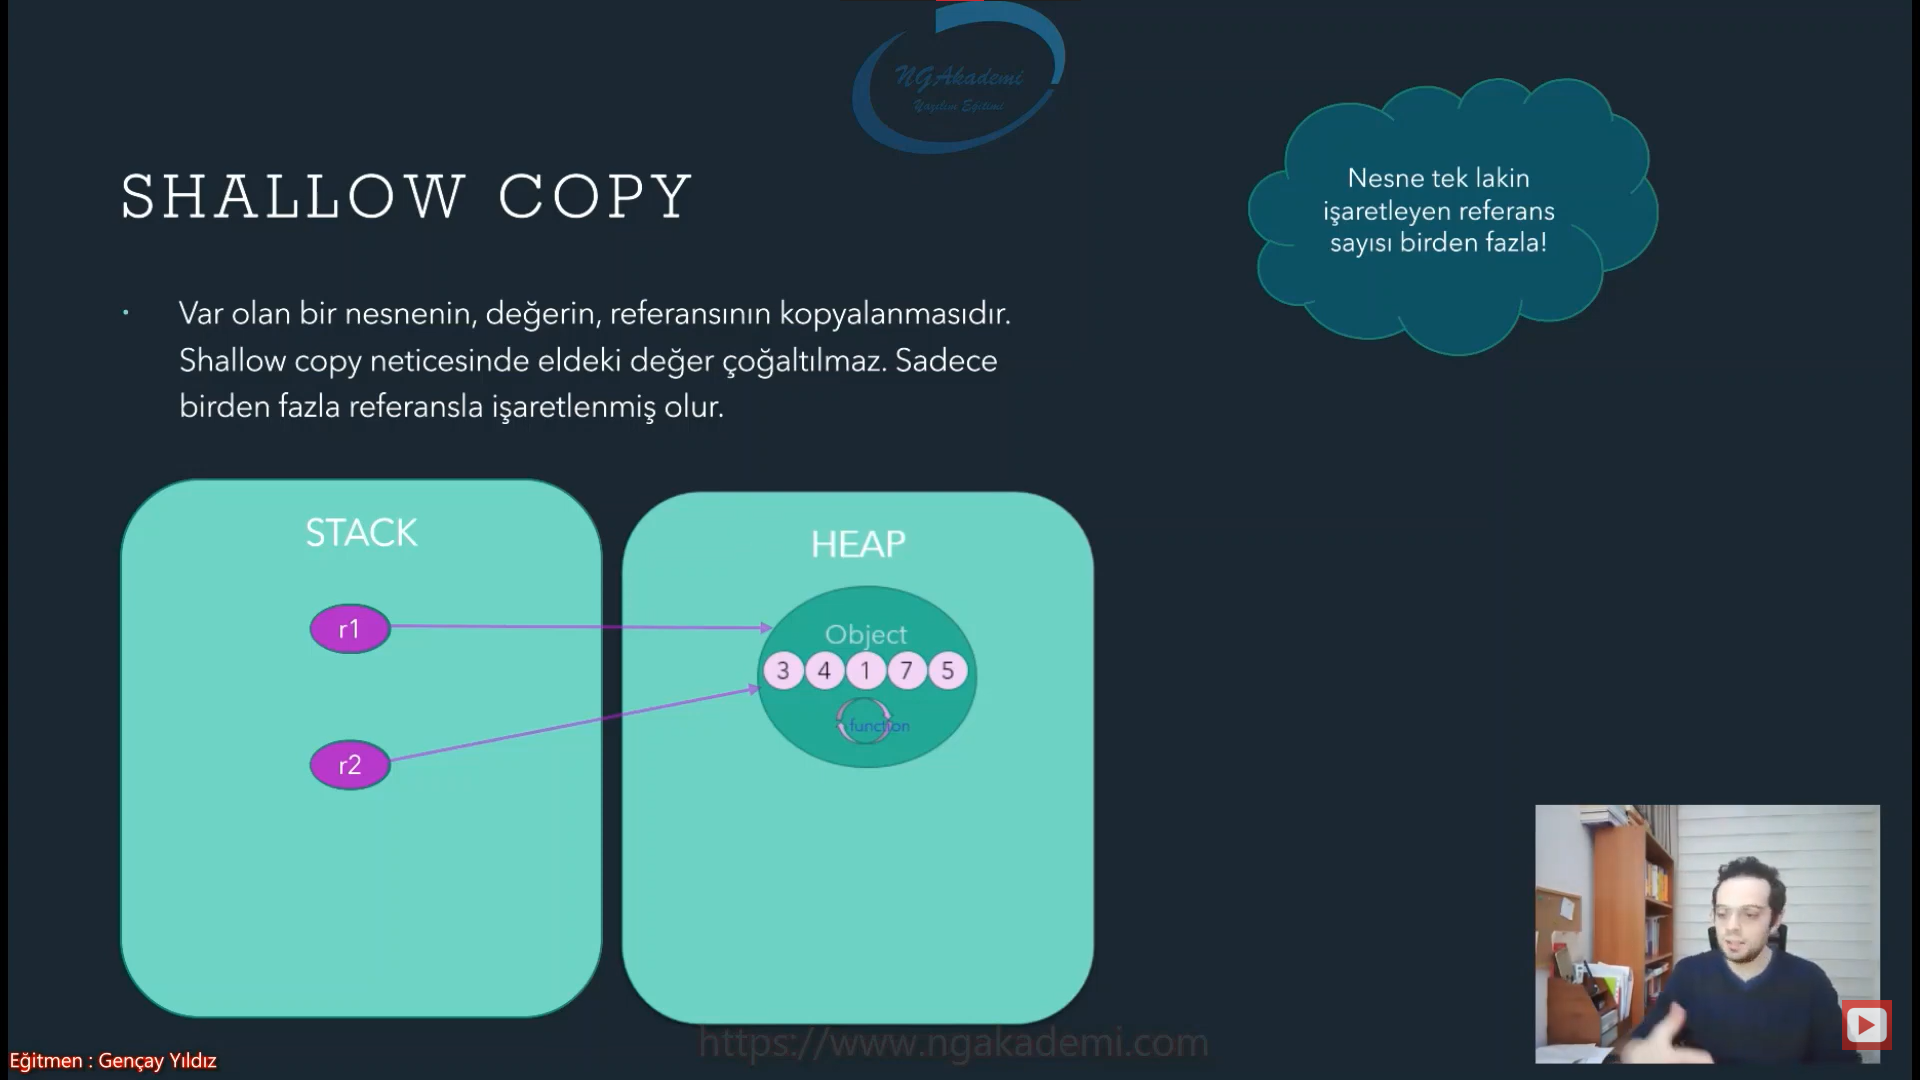 NGAkademi
Yazılım Eğitimi
SHALLOW COPY
Nesne tek lakin
işaretleyen referans
sayısı birden fazla!
Var olan bir nesnenin, değerin, referansının kopyalanmasıdır.
Shallow copy neticesinde eldeki değer çoğaltılmaz. Sadece
birden fazla referansla işaretlenmiş olur.
STACK
r1
r2
HEAP
Object
3 4 1 7 5
function
https://www.ngakademi.com
Eğitmen : Gençay Yıldız